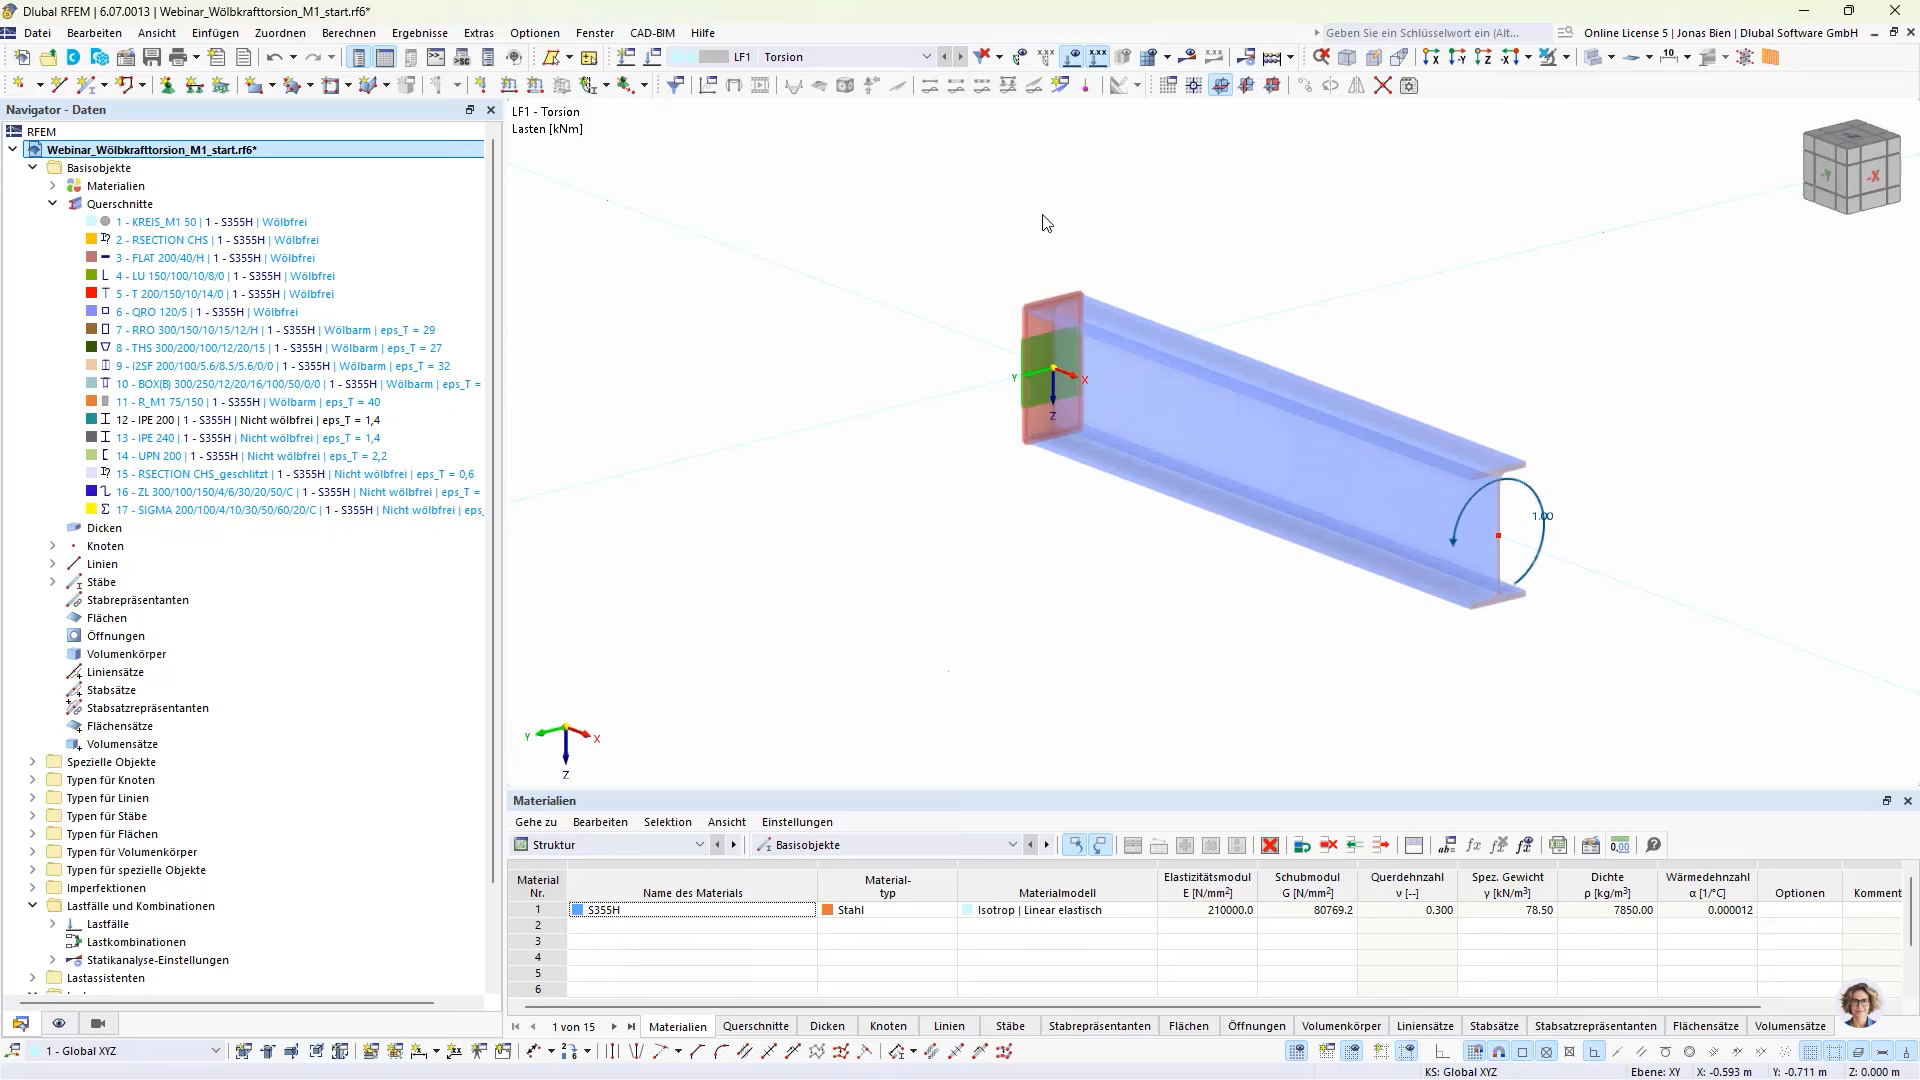 Dlubal RFEM | 6.07.0013 | Webinar_Wölbkrafttorsion_M1_start.rf6*
Datei Bearbeiten Ansicht Einfügen Zuordnen Berechnen Ergebnisse Extras Optionen Fenster CAD-BIM Hilfe
Geben Sie ein Schlüsselwort ein (Alt...
Online License 5 | Jonas Bien | Dlubal Software GmbH
LF1 Torsion
Navigator - Daten
RFEM
Webinar_Wölbkrafttorsion_M1_start.rf6*
Basisobjekte
Materialien
Querschnitte
1 - KREIS_M1 50 | 1 - S355H | Wölbfrei
2 - RSECTION CHS | 1 - S355H | Wölbfrei
3 - FLAT 200/40/H | 1 - S355H | Wölbfrei
4 - LU 150/100/10/8/0 | 1 - S355H | Wölbfrei
5 - T 200/150/10/14/0 | 1 - S355H | Wölbfrei
6 - QRO 120/5 | 1 - S355H | Wölbfrei
7 - RRO 300/150/10/15/12/H | 1 - S355H | Wölbarm | eps_T = 29
8 - THS 300/200/100/12/20/15 | 1 - S355H | Wölbarm | eps_T = 27
9 - I2SF 200/100/5.6/8.5/5.6/0/0 | 1 - S355H | Wölbarm | eps_T = 32
10 - BOX(B) 300/250/12/20/16/100/50/0/0 | 1 - S355H | Wölbarm | eps_T =
11 - R_M1 75/150 | 1 - S355H | Wölbarm | eps_T = 40
12 - IPE 200 | 1 - S355H | Nicht wölbfrei | eps_T = 1,4
13 - IPE 240 | 1 - S355H | Nicht wölbfrei | eps_T = 1,4
14 - UPN 200 | 1 - S355H | Nicht wölbfrei | eps_T = 2,2
15 - RSECTION CHS_geschlitzt | 1 - S355H | Nicht wölbfrei | eps_T = 0,6
16 - ZL 300/100/150/4/6/30/20/50/C | 1 - S355H | Nicht wölbfrei | eps_T =
17 - SIGMA 200/100/4/10/30/50/60/20/C | 1 - S355H | Nicht wölbfrei | eps_
Dicken
Knoten
Linien
Stäbe
Stabrepräsentanten
Flächen
Öffnungen
Volumenkörper
Liniensätze
Stabsätze
Stabsatzrepräsentanten
Flächensätze
Volumensätze
Spezielle Objekte
Typen für Knoten
Typen für Linien
Typen für Stäbe
Typen für Flächen
Typen für Volumenkörper
Typen für spezielle Objekte
Imperfektionen
Lastfälle und Kombinationen
Lastfälle
Lastkombinationen
Statikanalyse-Einstellungen
Lastassistenten
LF1 - Torsion
Lasten [kNm]
-Y -X
Y X
Z
1.00
Y X
Z
Materialien
Gehe zu Bearbeiten Selektion Ansicht Einstellungen
Struktur Basisobjekte
Material Nr. Name des Materials Material-typ Materialmodell Elastizitätsmodul E [N/mm²] Schubmodul G [N/mm²] Querdehnzahl ν [--] Spez. Gewicht γ [kN/m³] Dichte ρ [kg/m³] Wärmedehnzahl α [1/°C] Optionen Komment
1 S355H Stahl Isotrop | Linear elastisch 210000.0 80769.2 0.300 78.50 7850.00 0.000012
2
3
4
5
6
1 von 15 Materialien Querschnitte Dicken Knoten Linien Stäbe Stabrepräsentanten Flächen Öffnungen Volumenkörper Liniensätze Stabsätze Stabsatzrepräsentanten Flächensätze Volumensätze
1 - Global XYZ
KS: Global XYZ Ebene: XY X: -0.593 m Y: -0.711 m Z: 0.000 m